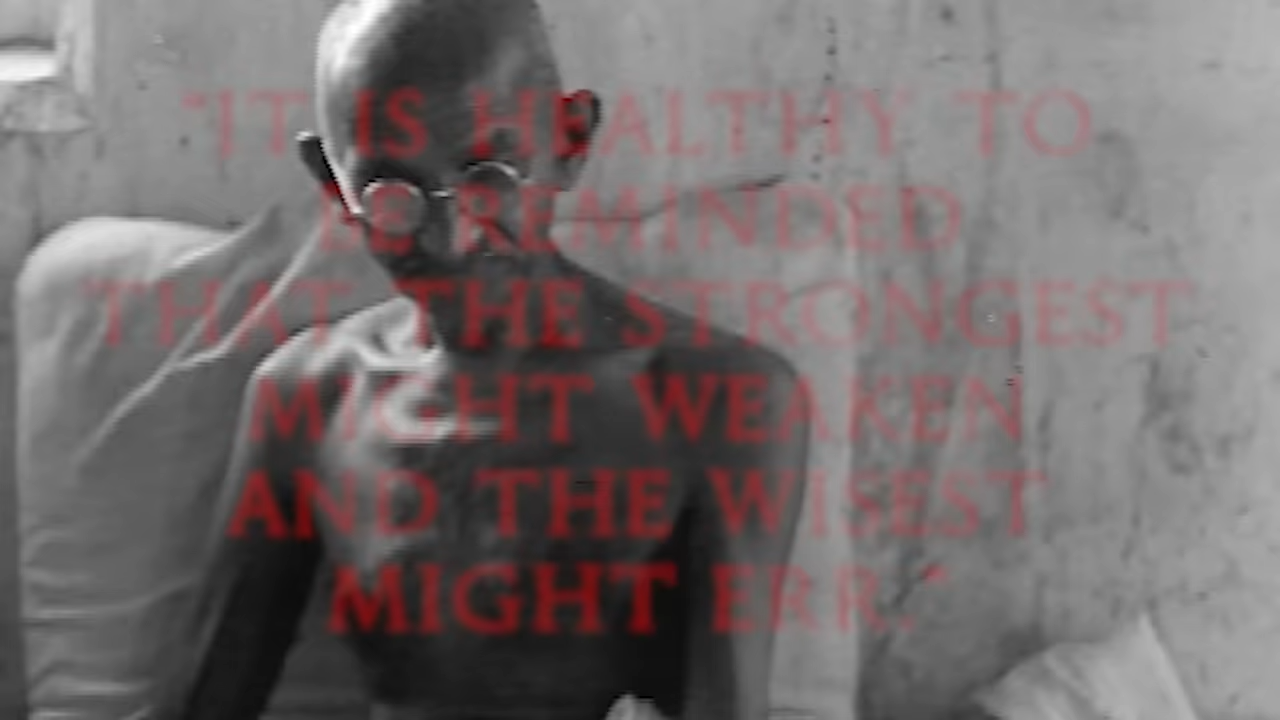 "IT IS HEALTHY TO
BE REMINDED
THAT THE STRONGEST
MIGHT WEAKEN
AND THE WISEST
MIGHT ERR."